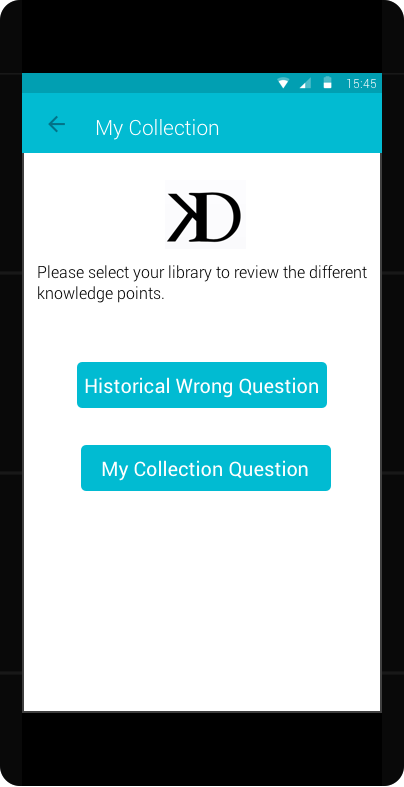 15:45
My Collection
KD
Please select your library to review the different
knowledge points.
Historical Wrong Question
My Collection Question